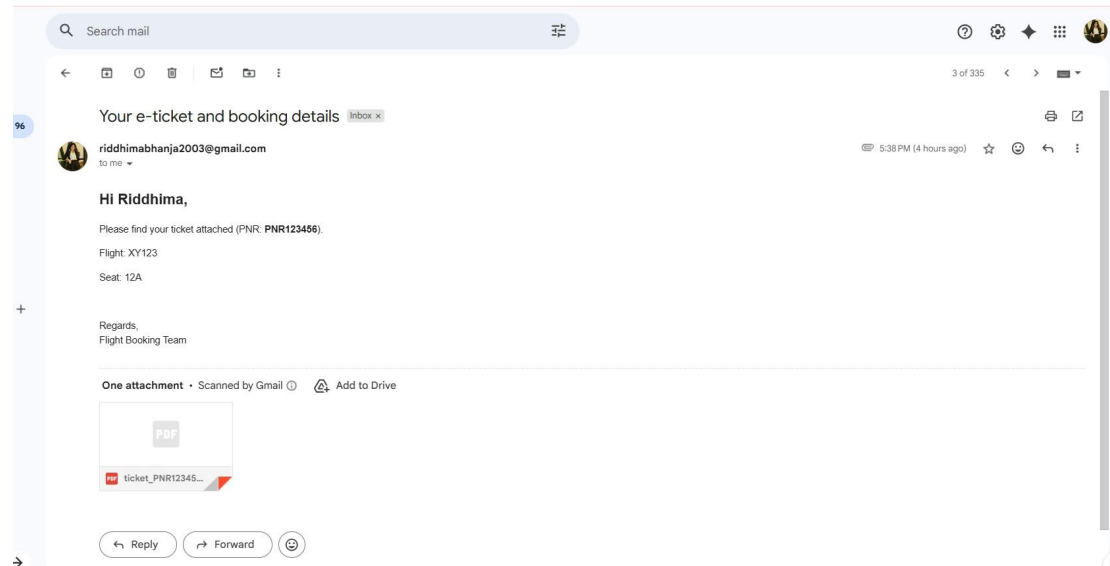 Search mail
3 of 335
96
Your e-ticket and booking details Inbox ×
riddhimabhanja2003@gmail.com 5:38 PM (4 hours ago)
to me
Hi Riddhima,
Please find your ticket attached (PNR: PNR123456).
Flight: XY123
Seat: 12A
Regards,
Flight Booking Team
One attachment • Scanned by Gmail Add to Drive
PDF
PDF ticket_PNR12345...
Reply Forward